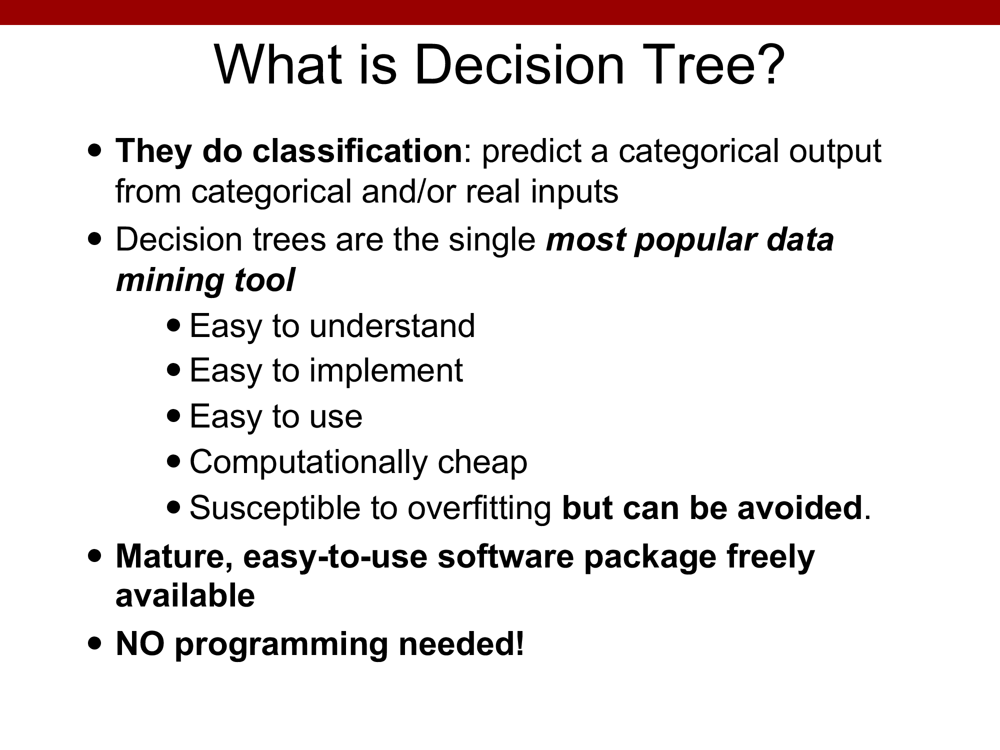 What is Decision Tree?
• They do classification: predict a categorical output
from categorical and/or real inputs
• Decision trees are the single most popular data
mining tool
• Easy to understand
• Easy to implement
• Easy to use
• Computationally cheap
• Susceptible to overfitting but can be avoided.
• Mature, easy-to-use software package freely
available
• NO programming needed!